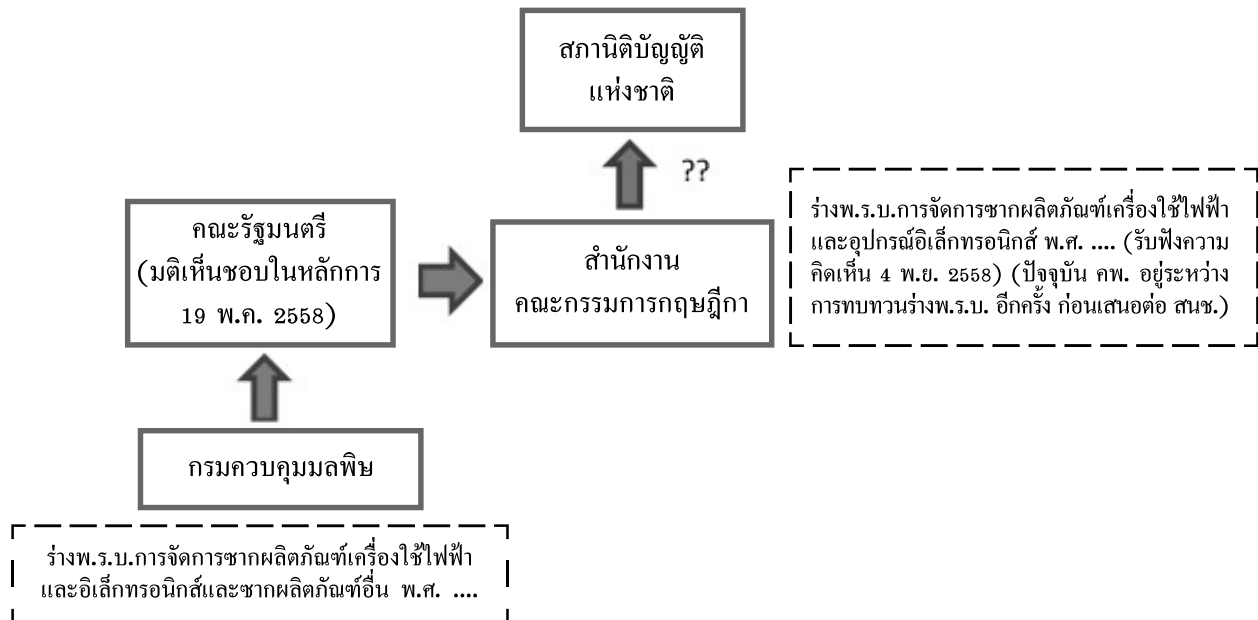 สภานิติบัญญัติ
แห่งชาติ
??
คณะรัฐมนตรี
(มติเห็นชอบในหลักการ
19 พ.ค. 2558)
สำนักงาน
คณะกรรมการกฤษฎีกา
ร่างพ.ร.บ.การจัดการซากผลิตภัณฑ์เครื่องใช้ไฟฟ้า
และอุปกรณ์อิเล็กทรอนิกส์ พ.ศ. .... (รับฟังความ
คิดเห็น 4 พ.ย. 2558) (ปัจจุบัน คพ. อยู่ระหว่าง
การทบทวนร่างพ.ร.บ. อีกครั้ง ก่อนเสนอต่อ สนช.)
กรมควบคุมมลพิษ
ร่างพ.ร.บ.การจัดการซากผลิตภัณฑ์เครื่องใช้ไฟฟ้า
และอิเล็กทรอนิกส์และซากผลิตภัณฑ์อื่น พ.ศ. ....